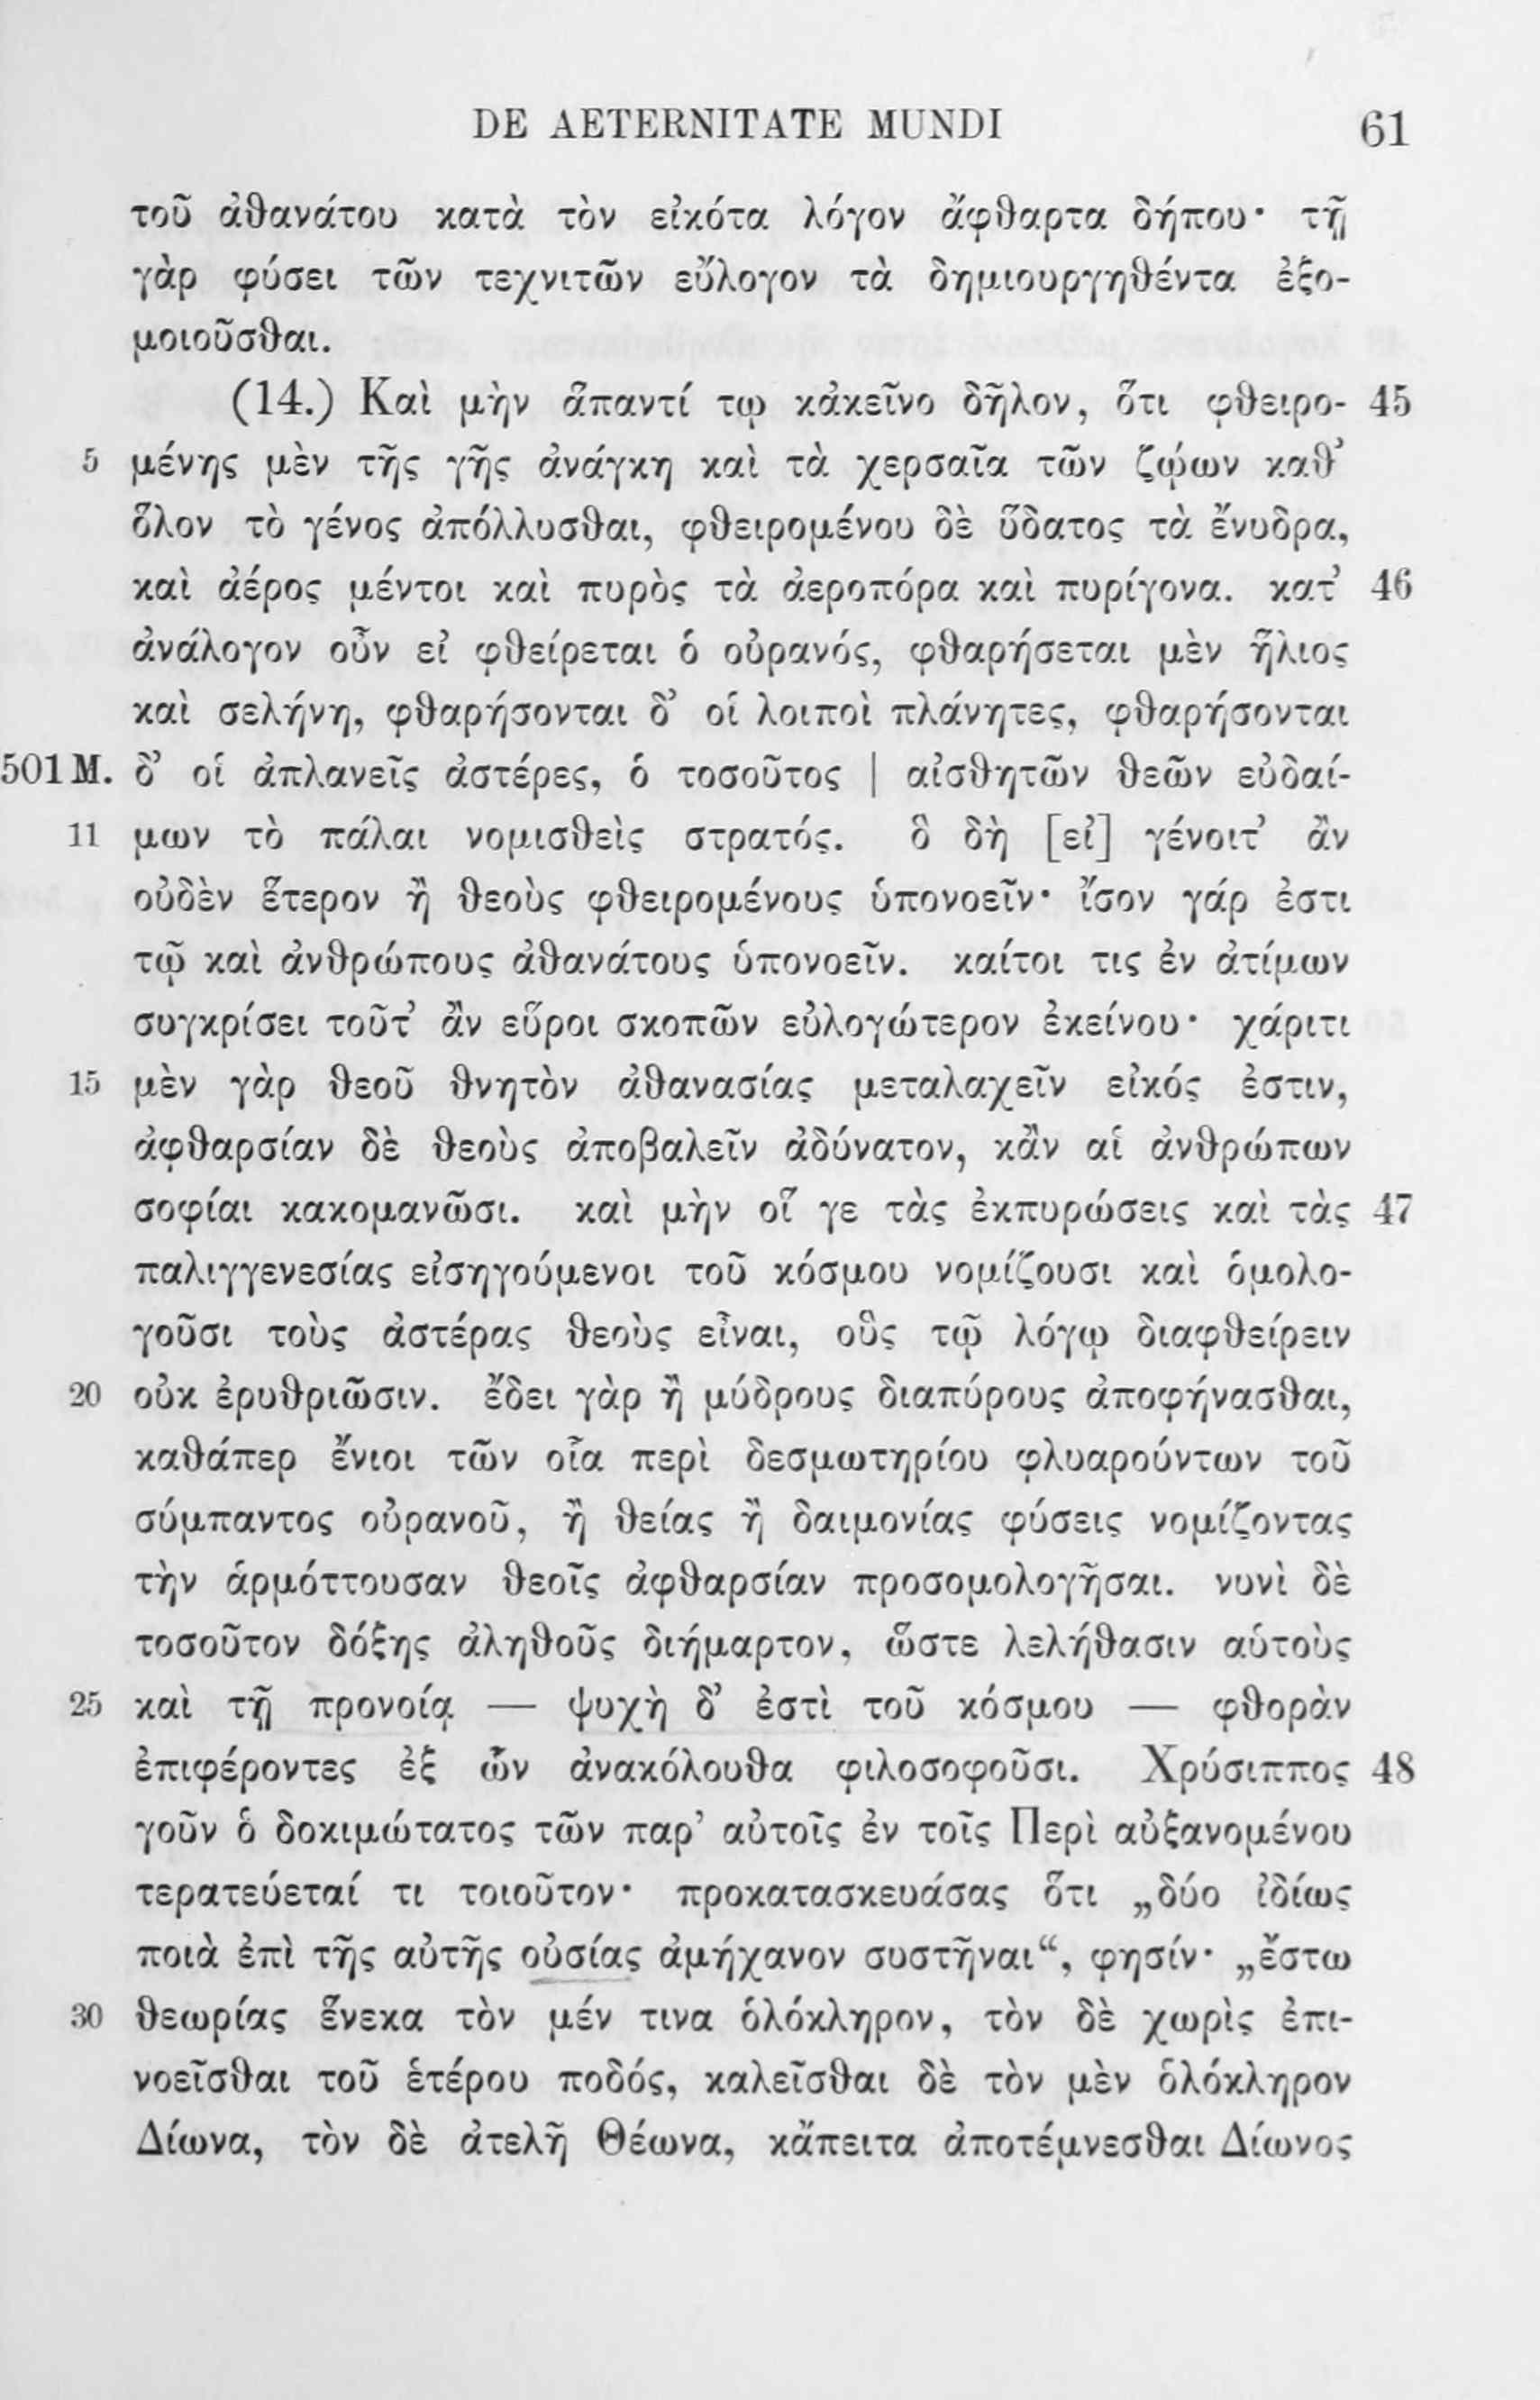 DE AETERNITATE MUNDI 61
τοῦ ἀθανάτου κατὰ τὸν εἰκότα λόγον ἄφθαρτα δήπου· τῇ
γὰρ φύσει τῶν τεχνιτῶν εὔλογον τὰ δημιουργηθέντα ἐξο-
μοιοῦσθαι.
(14.) Καὶ μὴν ἅπαντί τῳ κἀκεῖνο δῆλον, ὅτι φθειρο- 45
5 μένης μὲν τῆς γῆς ἀνάγκη καὶ τὰ χερσαῖα τῶν ζῴων καθ’
ὅλον τὸ γένος ἀπόλλυσθαι, φθειρομένου δὲ ὕδατος τὰ ἔνυδρα,
καὶ ἀέρος μέντοι καὶ πυρὸς τὰ ἀεροπόρα καὶ πυρίγονα. κατ’ 46
ἀνάλογον οὖν εἰ φθείρεται ὁ οὐρανός, φθαρήσεται μὲν ἥλιος
καὶ σελήνη, φθαρήσονται δ’ οἱ λοιποὶ πλάνητες, φθαρήσονται
501 M. δ’ οἱ ἀπλανεῖς ἀστέρες, ὁ τοσοῦτος | αἰσθητῶν θεῶν εὐδαί-
11 μων τὸ πάλαι νομισθεὶς στρατός. ὃ δὴ [εἰ] γένοιτ’ ἂν
οὐδὲν ἕτερον ἢ θεοὺς φθειρομένους ὑπονοεῖν· ἴσον γάρ ἐστι
τῷ καὶ ἀνθρώπους ἀθανάτους ὑπονοεῖν. καίτοι τις ἐν ἀτίμων
συγκρίσει τοῦτ’ ἂν εὕροι σκοπῶν εὐλογώτερον ἐκείνου· χάριτι
15 μὲν γὰρ θεοῦ θνητὸν ἀθανασίας μεταλαχεῖν εἰκός ἐστιν,
ἀφθαρσίαν δὲ θεοὺς ἀποβαλεῖν ἀδύνατον, κἂν αἱ ἀνθρώπων
σοφίαι κακομανῶσι. καὶ μὴν οἵ γε τὰς ἐκπυρώσεις καὶ τὰς 47
παλιγγενεσίας εἰσηγούμενοι τοῦ κόσμου νομίζουσι καὶ ὁμολο-
γοῦσι τοὺς ἀστέρας θεοὺς εἶναι, οὓς τῷ λόγῳ διαφθείρειν
20 οὐκ ἐρυθριῶσιν. ἔδει γὰρ ἢ μύδρους διαπύρους ἀποφήνασθαι,
καθάπερ ἔνιοι τῶν οἷα περὶ δεσμωτηρίου φλυαρούντων τοῦ
σύμπαντος οὐρανοῦ, ἢ θείας ἢ δαιμονίας φύσεις νομίζοντας
τὴν ἁρμόττουσαν θεοῖς ἀφθαρσίαν προσομολογῆσαι. νυνὶ δὲ
τοσοῦτον δόξης ἀληθοῦς διήμαρτον, ὥστε λελήθασιν αὑτοὺς
25 καὶ τῇ προνοίᾳ — ψυχὴ δ’ ἐστὶ τοῦ κόσμου — φθορὰν
ἐπιφέροντες ἐξ ὧν ἀνακόλουθα φιλοσοφοῦσι. Χρύσιππος 48
γοῦν ὁ δοκιμώτατος τῶν παρ’ αὐτοῖς ἐν τοῖς Περὶ αὐξανομένου
τερατεύεταί τι τοιοῦτον· προκατασκευάσας ὅτι „δύο ἰδίως
ποιὰ ἐπὶ τῆς αὐτῆς οὐσίας ἀμήχανον συστῆναι“, φησίν· „ἔστω
30 θεωρίας ἕνεκα τὸν μέν τινα ὁλόκληρον, τὸν δὲ χωρὶς ἐπι-
νοεῖσθαι τοῦ ἑτέρου ποδός, καλεῖσθαι δὲ τὸν μὲν ὁλόκληρον
Δίωνα, τὸν δὲ ἀτελῆ Θέωνα, κἄπειτα ἀποτέμνεσθαι Δίωνος